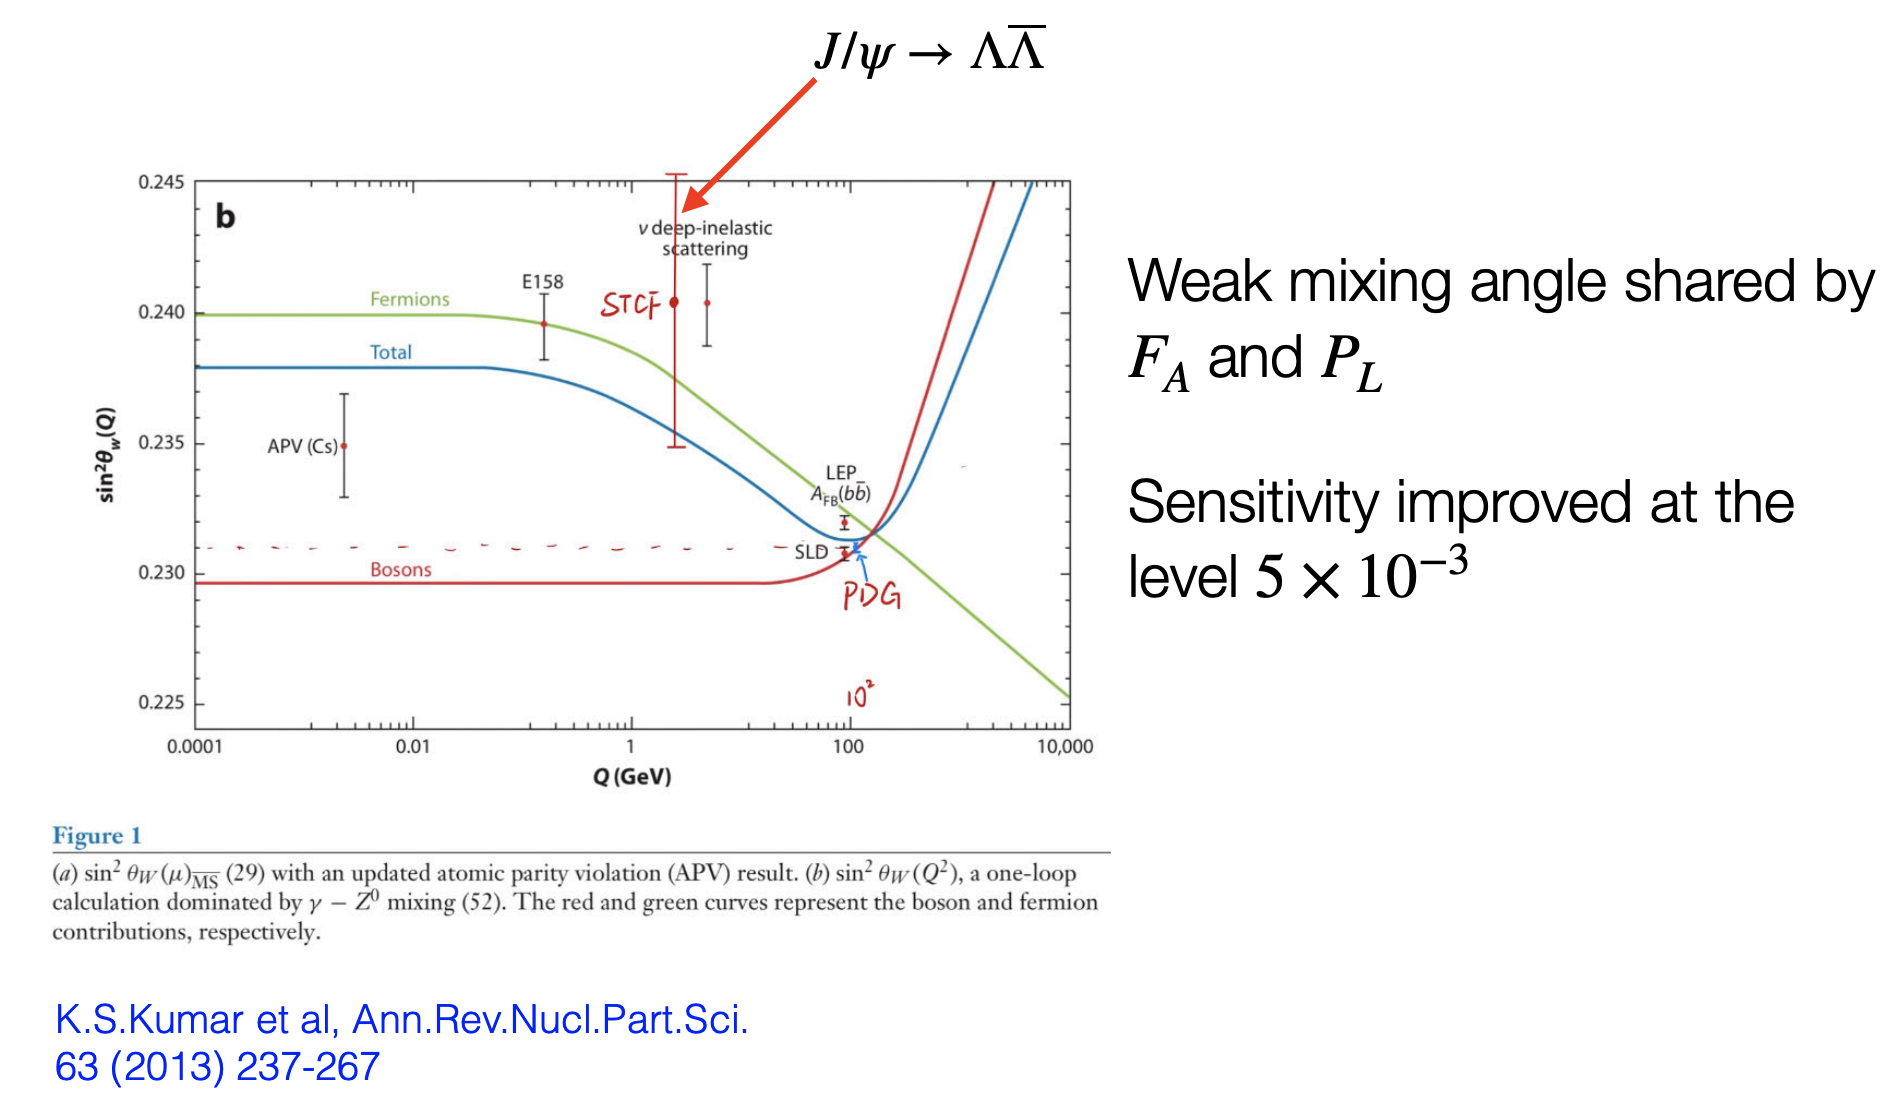 J/ψ → ΛΛ̅
0.245
b
ν deep-inelastic
scattering
E158
Fermions
STCF
0.240
Total
sin²θw(Q)
0.235
APV (Cs)
LEP
A_FB(bb̅)
SLD
0.230
Bosons
PDG
10²
0.225
0.0001
0.01
1
100
10,000
Q (GeV)
Weak mixing angle shared by
F_A and P_L
Sensitivity improved at the
level 5 × 10⁻³
Figure 1
(a) sin² θ_W(μ)_M̅S̅ (29) with an updated atomic parity violation (APV) result. (b) sin² θ_W(Q²), a one-loop
calculation dominated by γ − Z⁰ mixing (52). The red and green curves represent the boson and fermion
contributions, respectively.
K.S.Kumar et al, Ann.Rev.Nucl.Part.Sci.
63 (2013) 237-267